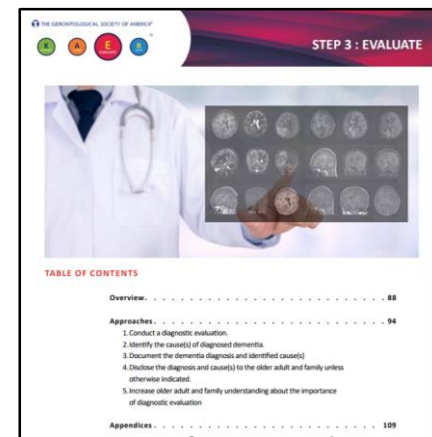 THE GERONTOLOGICAL SOCIETY OF AMERICA®
K A E R
EVALUATE
STEP 3 : EVALUATE
TABLE OF CONTENTS
Overview. . . . . . . . . . . . . . . . . . . . . . . . . . . . 88
Approaches. . . . . . . . . . . . . . . . . . . . . . . . . . . 94
1. Conduct a diagnostic evaluation.
2. Identify the cause(s) of diagnosed dementia.
3. Document the dementia diagnosis and identified cause(s)
4. Disclose the diagnosis and cause(s) to the older adult and family unless
otherwise indicated.
5. Increase older adult and family understanding about the importance
of diagnostic evaluation
Appendices. . . . . . . . . . . . . . . . . . . . . . . . . . . 109